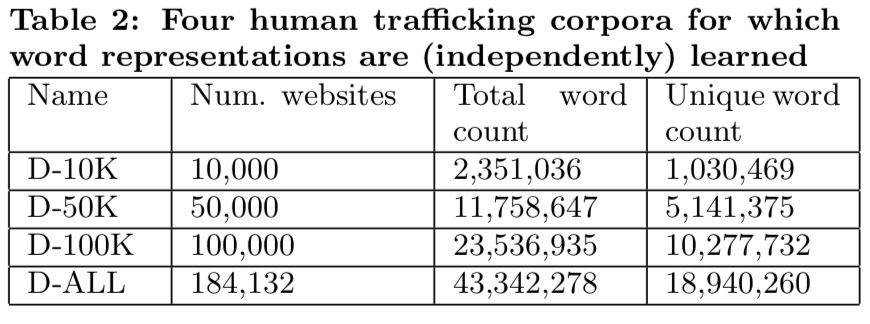 Table 2: Four human trafficking corpora for which
word representations are (independently) learned
Name Num. websites Total word count Unique word count
D-10K 10,000 2,351,036 1,030,469
D-50K 50,000 11,758,647 5,141,375
D-100K 100,000 23,536,935 10,277,732
D-ALL 184,132 43,342,278 18,940,260